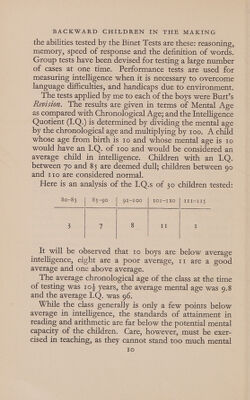 BACKWARD CHILDREN IN THE MAKING
the abilities tested by the Binet Tests are these: reasoning,
memory, speed of response and the definition of words.
Group tests have been devised for testing a large number
of cases at one time. Performance tests are used for
measuring intelligence when it is necessary to overcome
language difficulties, and handicaps due to environment.
The tests applied by me to each of the boys were Burt's
Revision. The results are given in terms of Mental Age
as compared with Chronological Age; and the Intelligence
Quotient (I.Q.) is determined by dividing the mental age
by the chronological age and multiplying by 100. A child
whose age from birth is 10 and whose mental age is 10
would have an I.Q. of 100 and would be considered an
average child in intelligence. Children with an I.Q.
between 70 and 85 are deemed dull; children between 90
and 110 are considered normal.
Here is an analysis of the I.Q.s of 30 children tested:
80-85 85-90 92-100 101-110 111-115
3 7 8 11 1
It will be observed that 10 boys are below average
intelligence, eight are a poor average, 11 are a good
average and one above average.
The average chronological age of the class at the time
of testing was 10½ years, the average mental age was 9.8
and the average I.Q. was 96.
While the class generally is only a few points below
average in intelligence, the standards of attainment in
reading and arithmetic are far below the potential mental
capacity of the children. Care, however, must be exer-
cised in teaching, as they cannot stand too much mental
10